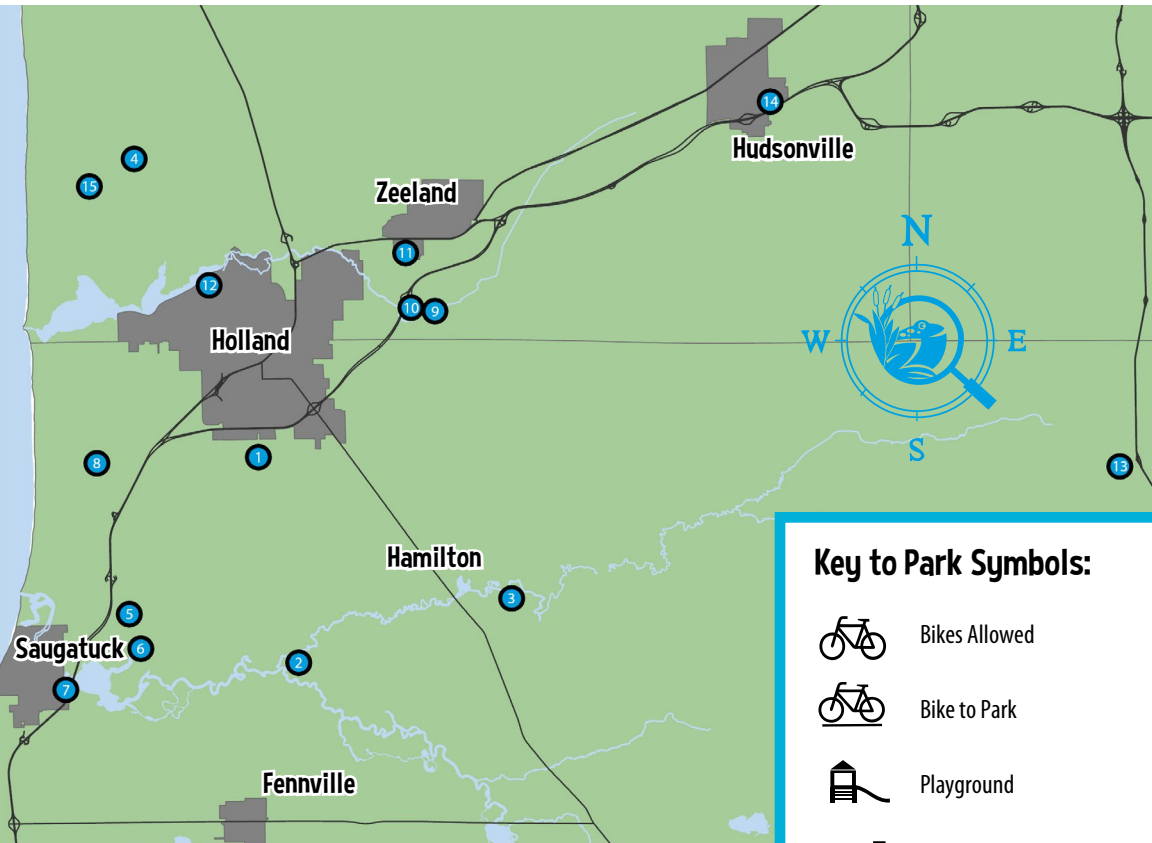 14
Hudsonville
4
15
Zeeland
11
12
10
9
Holland
N
W
E
S
8
1
13
Hamilton
3
5
Saugatuck
6
2
7
Fennville
Key to Park Symbols:
Bikes Allowed
Bike to Park
Playground